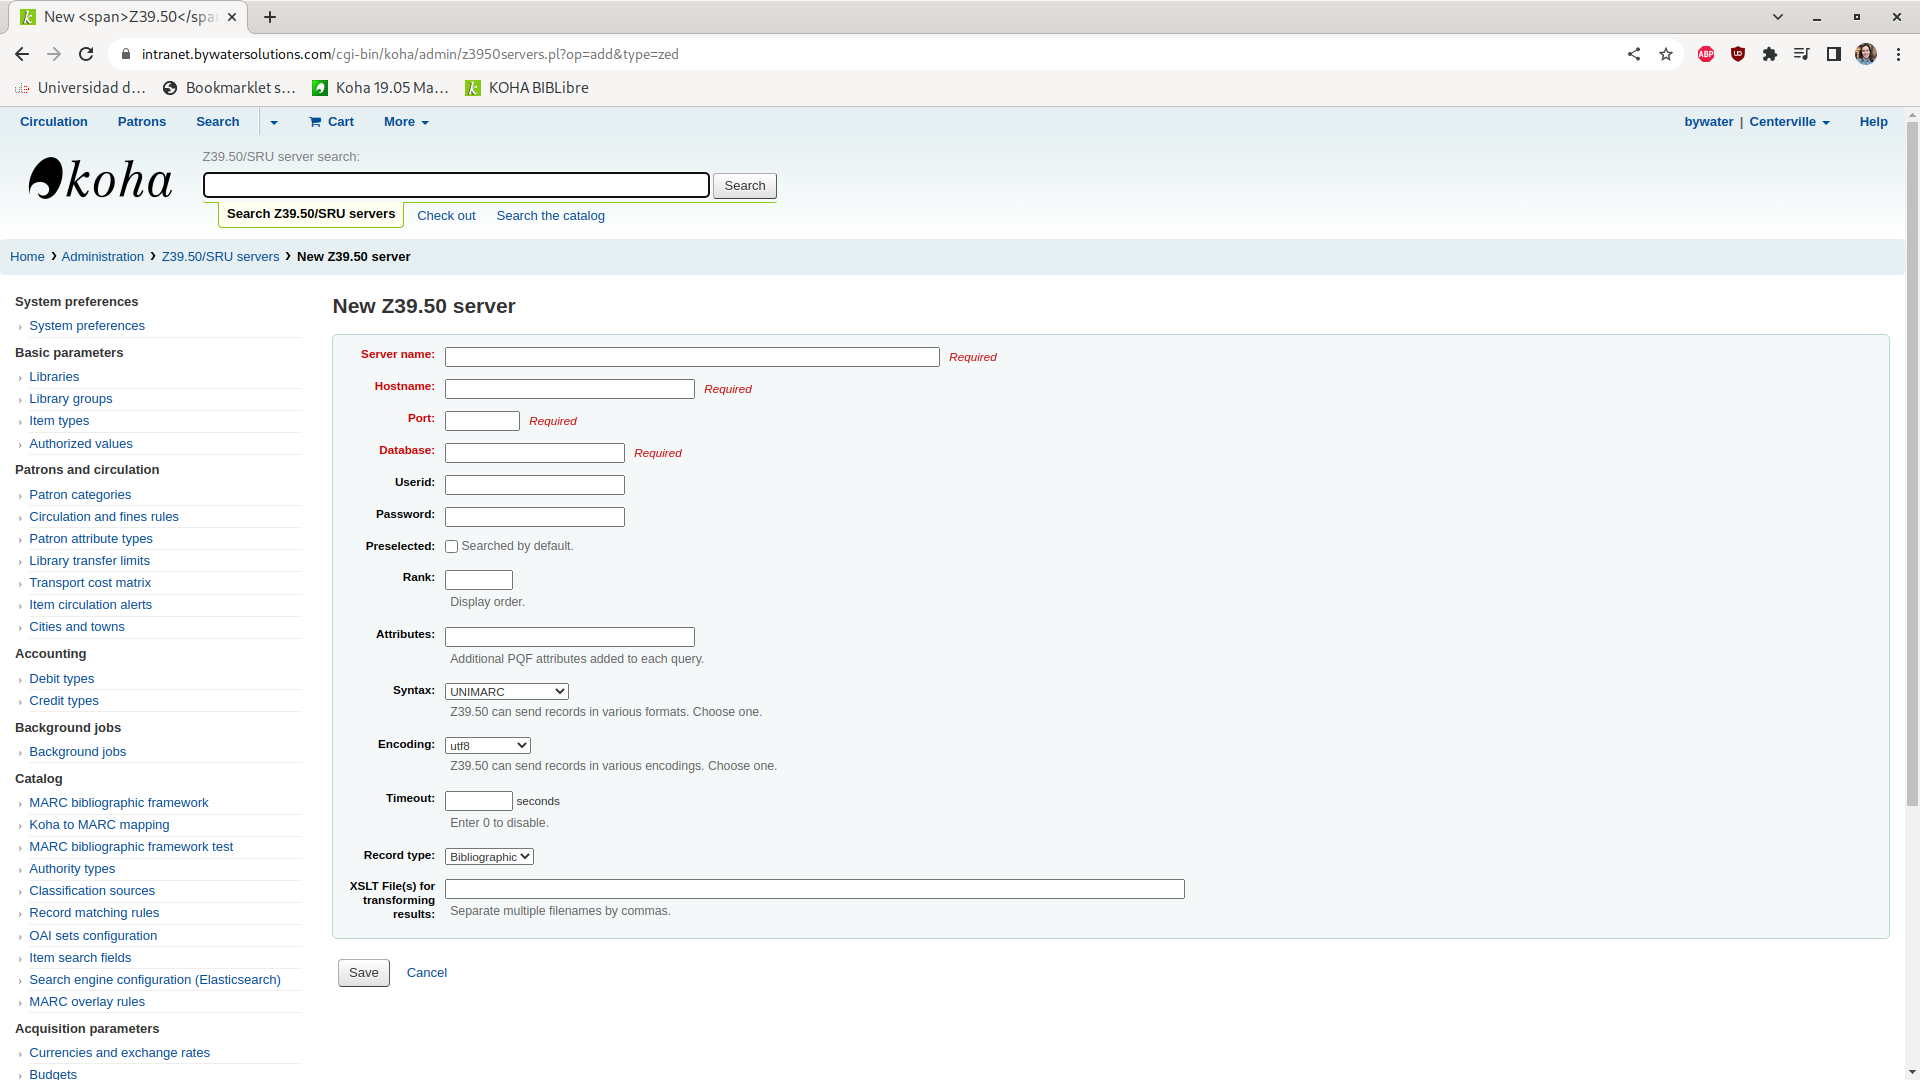 New <span>Z39.50</spa
intranet.bywatersolutions.com/cgi-bin/koha/admin/z3950servers.pl?op=add&type=zed
ABP
Universidad d... Bookmarklet s... Koha 19.05 Ma... KOHA BIBLibre
Circulation Patrons Search Cart More bywater | Centerville Help
koha
Z39.50/SRU server search:
Search
Search Z39.50/SRU servers Check out Search the catalog
Home › Administration › Z39.50/SRU servers › New Z39.50 server
System preferences
› System preferences
Basic parameters
› Libraries
› Library groups
› Item types
› Authorized values
Patrons and circulation
› Patron categories
› Circulation and fines rules
› Patron attribute types
› Library transfer limits
› Transport cost matrix
› Item circulation alerts
› Cities and towns
Accounting
› Debit types
› Credit types
Background jobs
› Background jobs
Catalog
› MARC bibliographic framework
› Koha to MARC mapping
› MARC bibliographic framework test
› Authority types
› Classification sources
› Record matching rules
› OAI sets configuration
› Item search fields
› Search engine configuration (Elasticsearch)
› MARC overlay rules
Acquisition parameters
› Currencies and exchange rates
› Budgets
New Z39.50 server
Server name: Required
Hostname: Required
Port: Required
Database: Required
Userid:
Password:
Preselected: Searched by default.
Rank:
Display order.
Attributes:
Additional PQF attributes added to each query.
Syntax: UNIMARC
Z39.50 can send records in various formats. Choose one.
Encoding: utf8
Z39.50 can send records in various encodings. Choose one.
Timeout: seconds
Enter 0 to disable.
Record type: Bibliographic
XSLT File(s) for
transforming
results:
Separate multiple filenames by commas.
Save Cancel